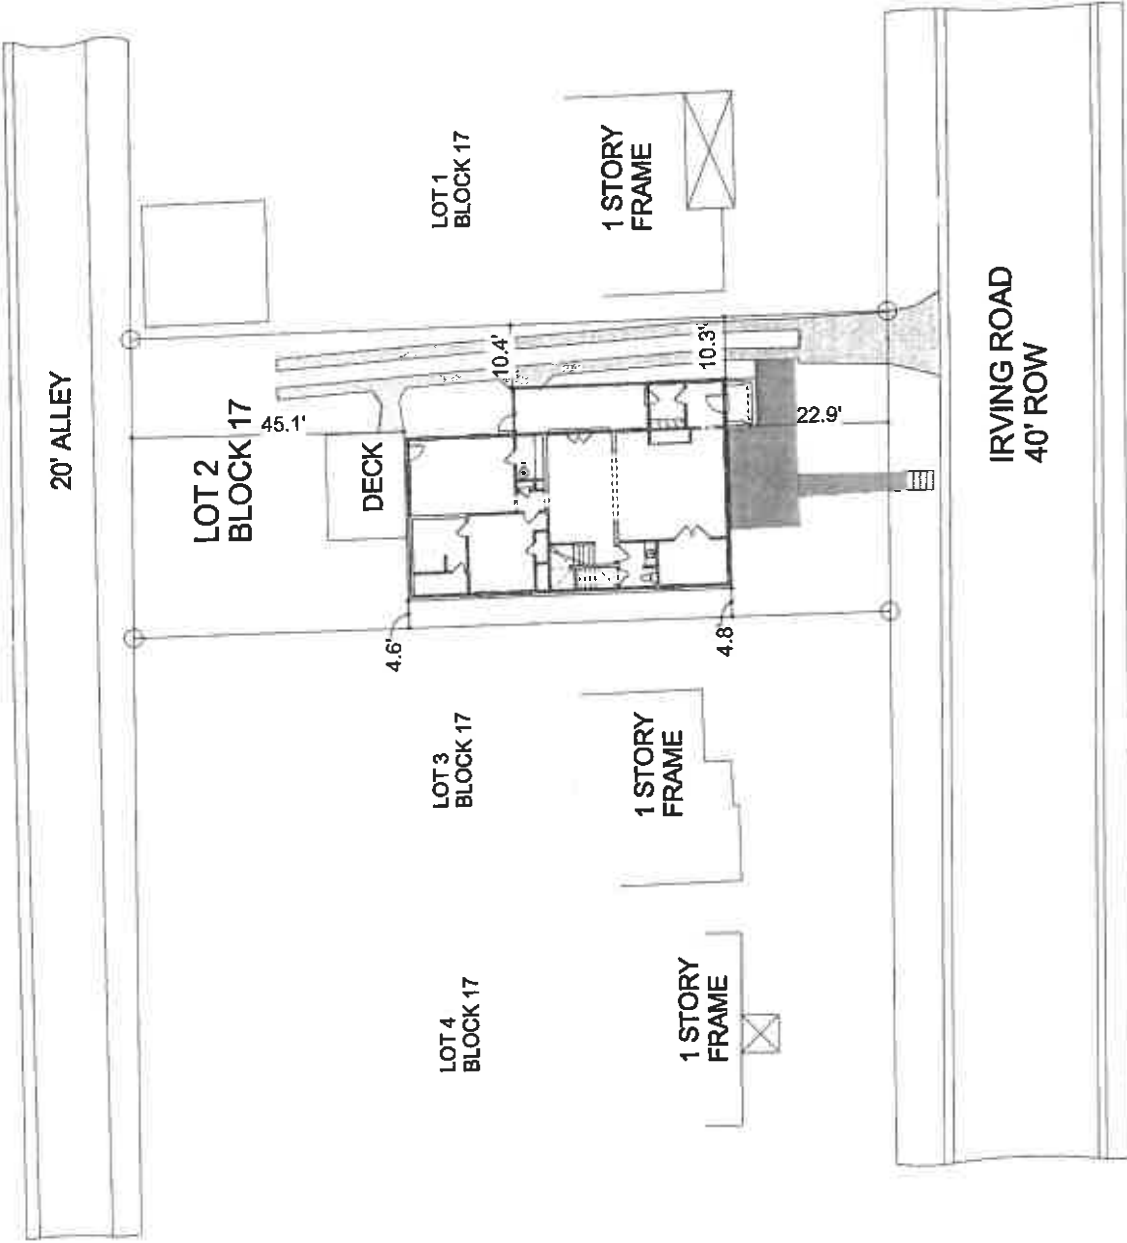 20' ALLEY
LOT 1
BLOCK 17
1 STORY
FRAME
LOT 2
BLOCK 17
45.1'
DECK
10.4'
10.3'
22.9'
4.6'
4.8'
IRVING ROAD
40' ROW
LOT 3
BLOCK 17
1 STORY
FRAME
LOT 4
BLOCK 17
1 STORY
FRAME